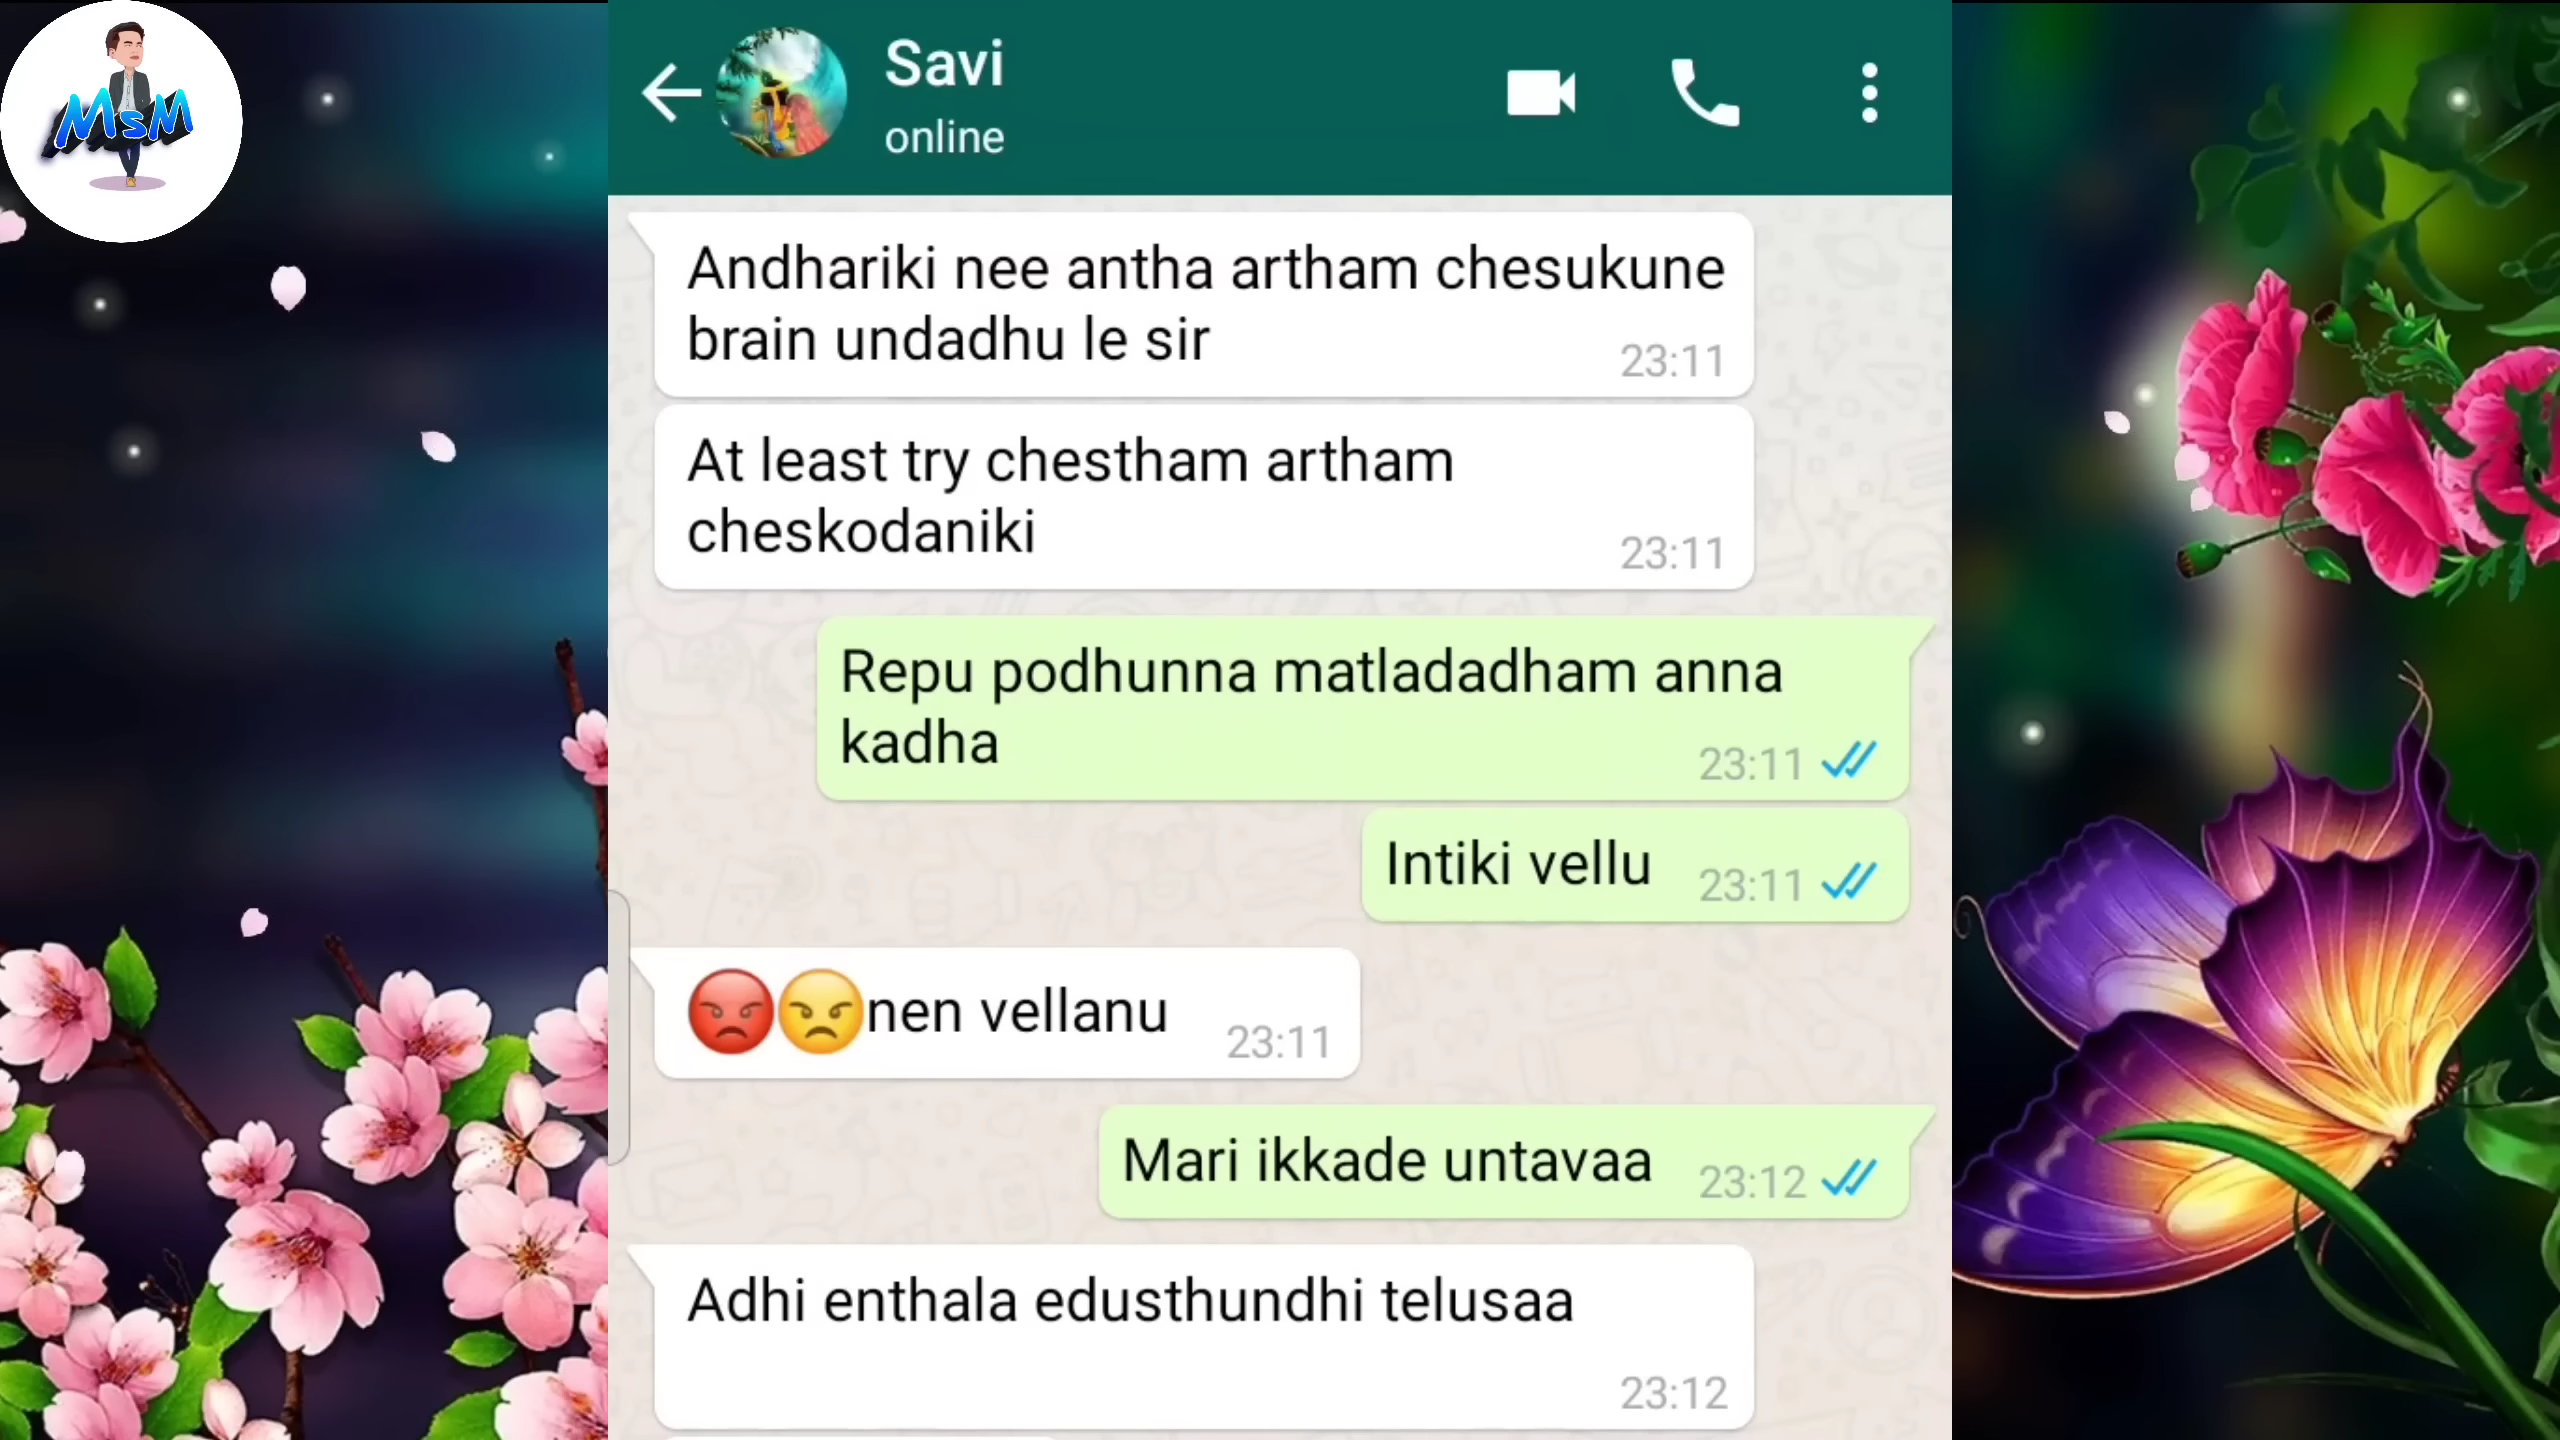 MsM
Savi
online
Andhariki nee antha artham chesukune
brain undadhu le sir
23:11
At least try chestham artham
cheskodaniki
23:11
Repu podhunna matladadham anna
kadha
23:11
Intiki vellu 23:11
😡😠nen vellanu 23:11
Mari ikkade untavaa 23:12
Adhi enthala edusthundhi telusaa
23:12